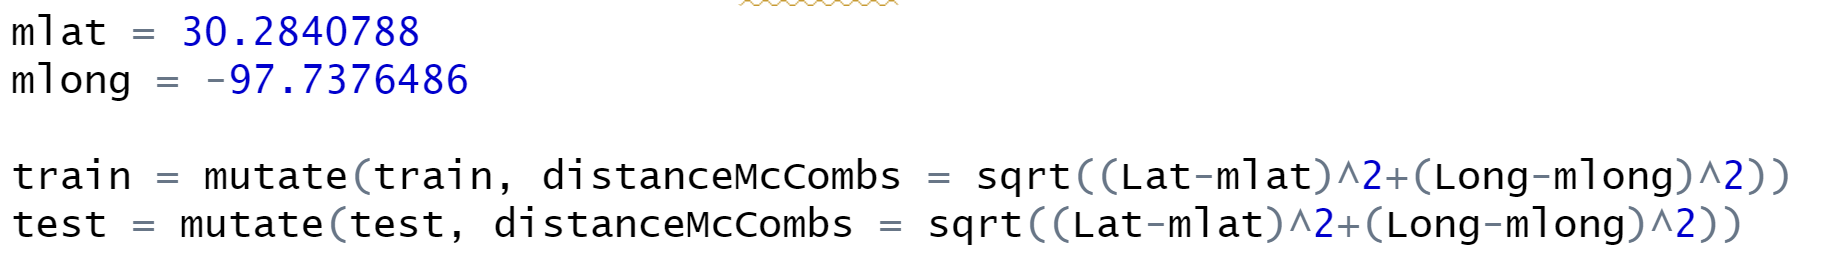 mlat = 30.2840788
mlong = -97.7376486
train = mutate(train, distanceMcCombs = sqrt((Lat-mlat)^2+(Long-mlong)^2))
test = mutate(test, distanceMcCombs = sqrt((Lat-mlat)^2+(Long-mlong)^2))